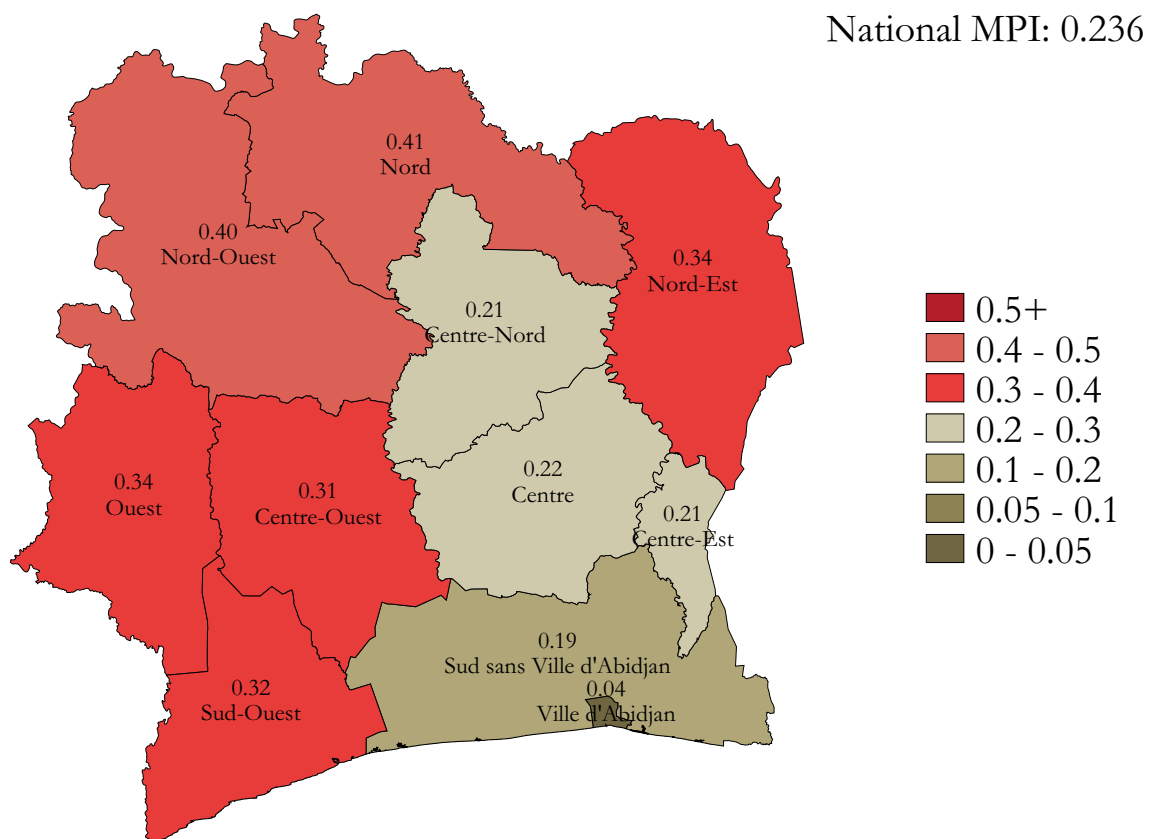 National MPI: 0.236
0.41
Nord
0.40
Nord-Ouest
0.34
Nord-Est
0.21
Centre-Nord
0.34
Ouest
0.31
Centre-Ouest
0.22
Centre
0.21
Centre-Est
0.19
Sud sans Ville d'Abidjan
0.04
Ville d'Abidjan
0.32
Sud-Ouest
0.5+
0.4 - 0.5
0.3 - 0.4
0.2 - 0.3
0.1 - 0.2
0.05 - 0.1
0 - 0.05